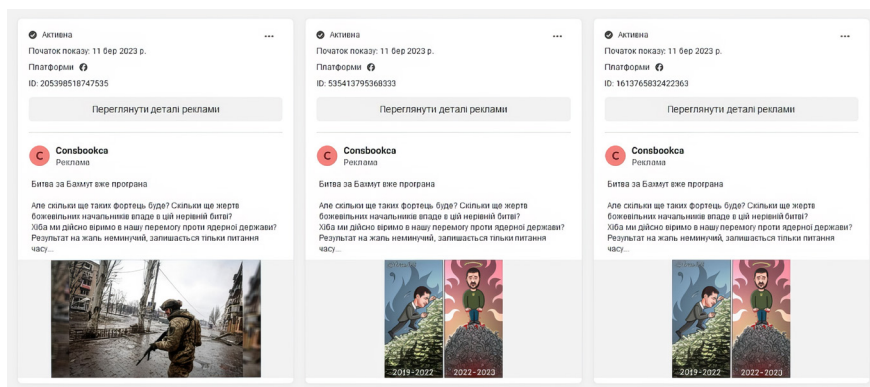 Активна
Початок показу: 11 бер 2023 р.
Платформи
ID: 205398518747535
Переглянути деталі реклами
C
Consbookca
Реклама
Битва за Бахмут вже програна
Але скільки ще таких фортець буде? Скільки ще жертв
божевільних начальників впаде в цій нерівній битві?
Хіба ми дійсно віримо в нашу перемогу проти ядерної держави?
Результат на жаль неминучий, залишається тільки питання
часу...
Активна
Початок показу: 11 бер 2023 р.
Платформи
ID: 535413795368333
Переглянути деталі реклами
C
Consbookca
Реклама
Битва за Бахмут вже програна
Але скільки ще таких фортець буде? Скільки ще жертв
божевільних начальників впаде в цій нерівній битві?
Хіба ми дійсно віримо в нашу перемогу проти ядерної держави?
Результат на жаль неминучий, залишається тільки питання
часу...
2019-2022
2022-2023
Активна
Початок показу: 11 бер 2023 р.
Платформи
ID: 1613765832422363
Переглянути деталі реклами
C
Consbookca
Реклама
Битва за Бахмут вже програна
Але скільки ще таких фортець буде? Скільки ще жертв
божевільних начальників впаде в цій нерівній битві?
Хіба ми дійсно віримо в нашу перемогу проти ядерної держави?
Результат на жаль неминучий, залишається тільки питання
часу...
2019-2022
2022-2023